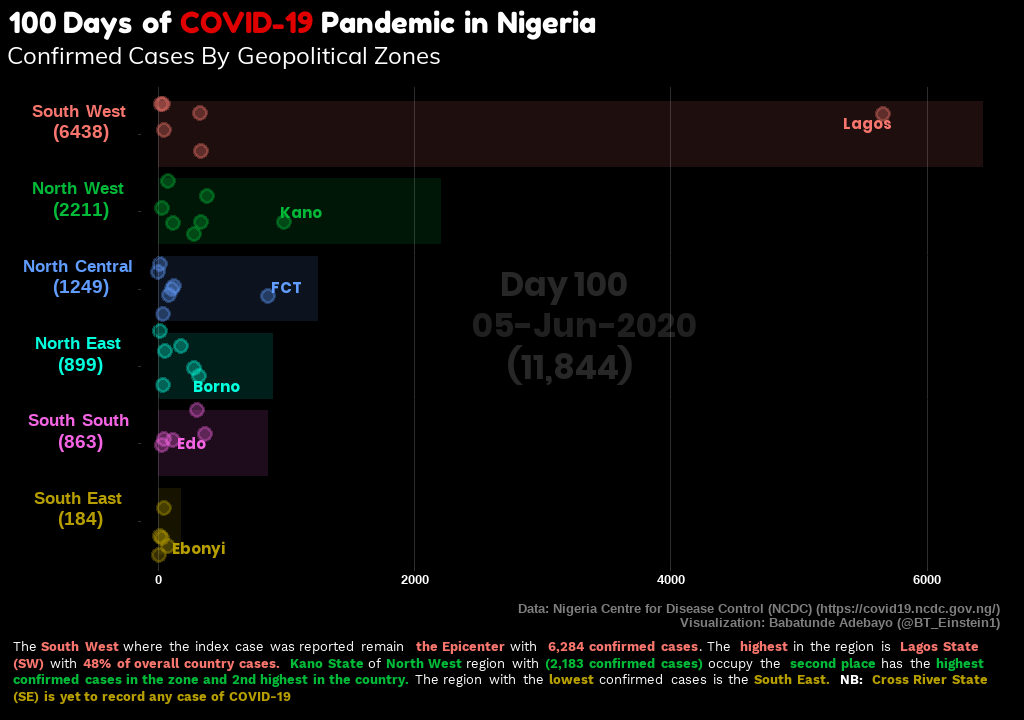 100 Days of COVID-19 Pandemic in Nigeria
Confirmed Cases By Geopolitical Zones
South West
(6438)
Lagos
North West
(2211)
Kano
North Central
(1249)
FCT
Day 100
05-Jun-2020
(11,844)
North East
(899)
Borno
South South
(863)
Edo
South East
(184)
Ebonyi
0 2000 4000 6000
Data: Nigeria Centre for Disease Control (NCDC) (https://covid19.ncdc.gov.ng/)
Visualization: Babatunde Adebayo (@BT_Einstein1)
The South West where the index case was reported remain the Epicenter with 6,284 confirmed cases. The highest in the region is Lagos State
(SW) with 48% of overall country cases. Kano State of North West region with (2,183 confirmed cases) occupy the second place has the highest
confirmed cases in the zone and 2nd highest in the country. The region with the lowest confirmed cases is the South East. NB: Cross River State
(SE) is yet to record any case of COVID-19